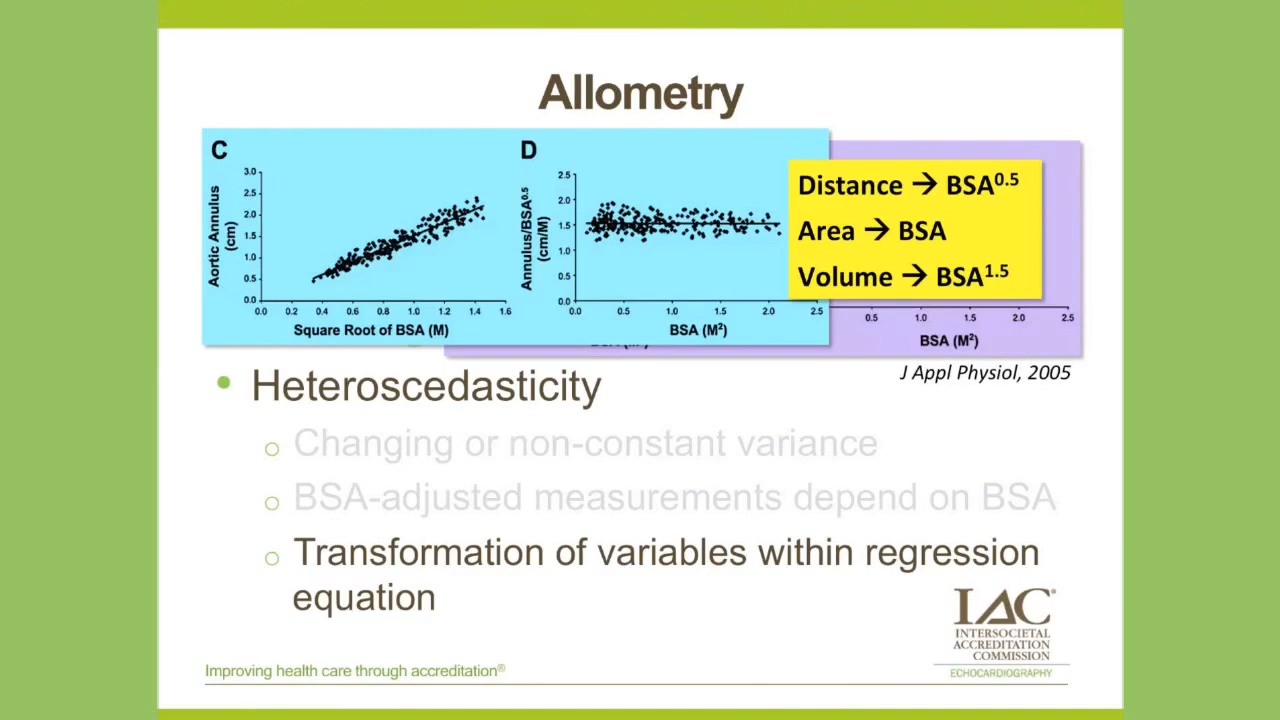 Allometry
C
Aortic Annulus
(cm)
3.0
2.5
2.0
1.5
1.0
0.5
0.0
0.0 0.2 0.4 0.6 0.8 1.0 1.2 1.4 1.6
Square Root of BSA (M)
D
Annulus/BSA⁰·⁵
(cm/M)
2.5
2.0
1.5
1.0
0.5
0.0
0.0 0.5 1.0 1.5 2.0 2.5
BSA (M²)
Distance → BSA⁰·⁵
Area → BSA
Volume → BSA¹·⁵
0.5 1.0 1.5 2.0 2.5
BSA (M²)
J Appl Physiol, 2005
• Heteroscedasticity
o Changing or non-constant variance
o BSA-adjusted measurements depend on BSA
o Transformation of variables within regression
equation
IAC®
INTERSOCIETAL
ACCREDITATION
COMMISSION
ECHOCARDIOGRAPHY
Improving health care through accreditation®